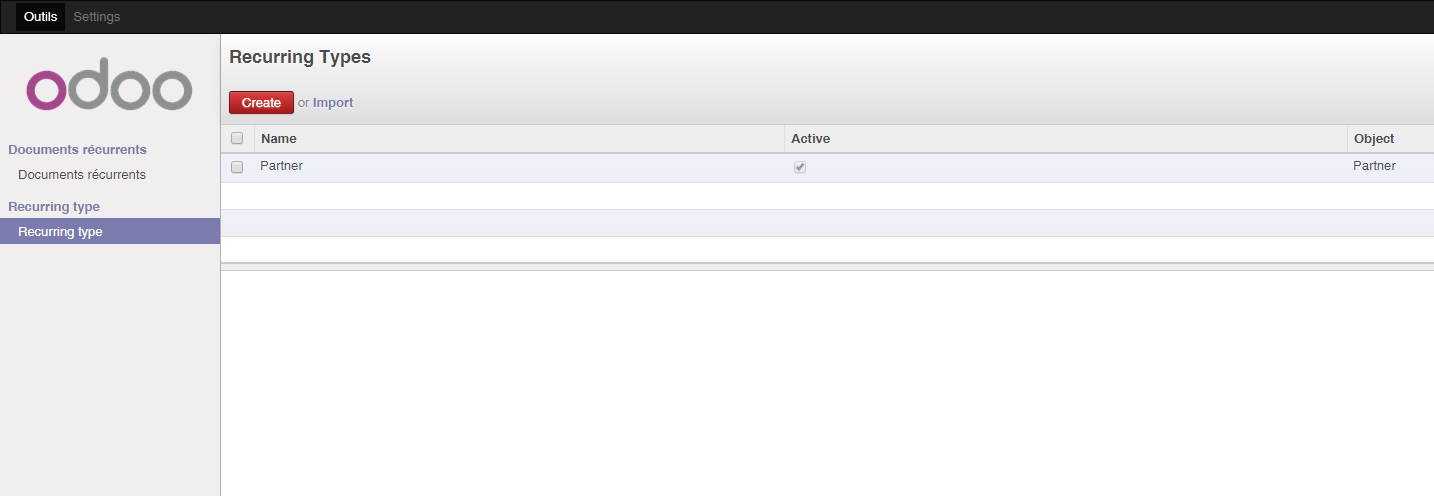 Outils Settings
odoo
Documents récurrents
Documents récurrents
Recurring type
Recurring type
Recurring Types
Create or Import
Name Active Object
Partner Partner